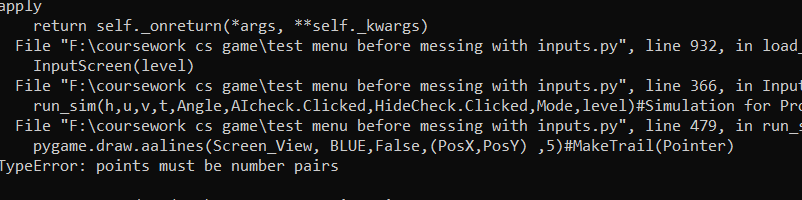 apply
return self._onreturn(*args, **self._kwargs)
File "F:\coursework cs game\test menu before messing with inputs.py", line 932, in load_
InputScreen(level)
File "F:\coursework cs game\test menu before messing with inputs.py", line 366, in Input
run_sim(h,u,v,t,Angle,AIcheck.Clicked,HideCheck.Clicked,Mode,level)#Simulation for Pro
File "F:\coursework cs game\test menu before messing with inputs.py", line 479, in run_s
pygame.draw.aalines(Screen_View, BLUE,False,(PosX,PosY) ,5)#MakeTrail(Pointer)
TypeError: points must be number pairs